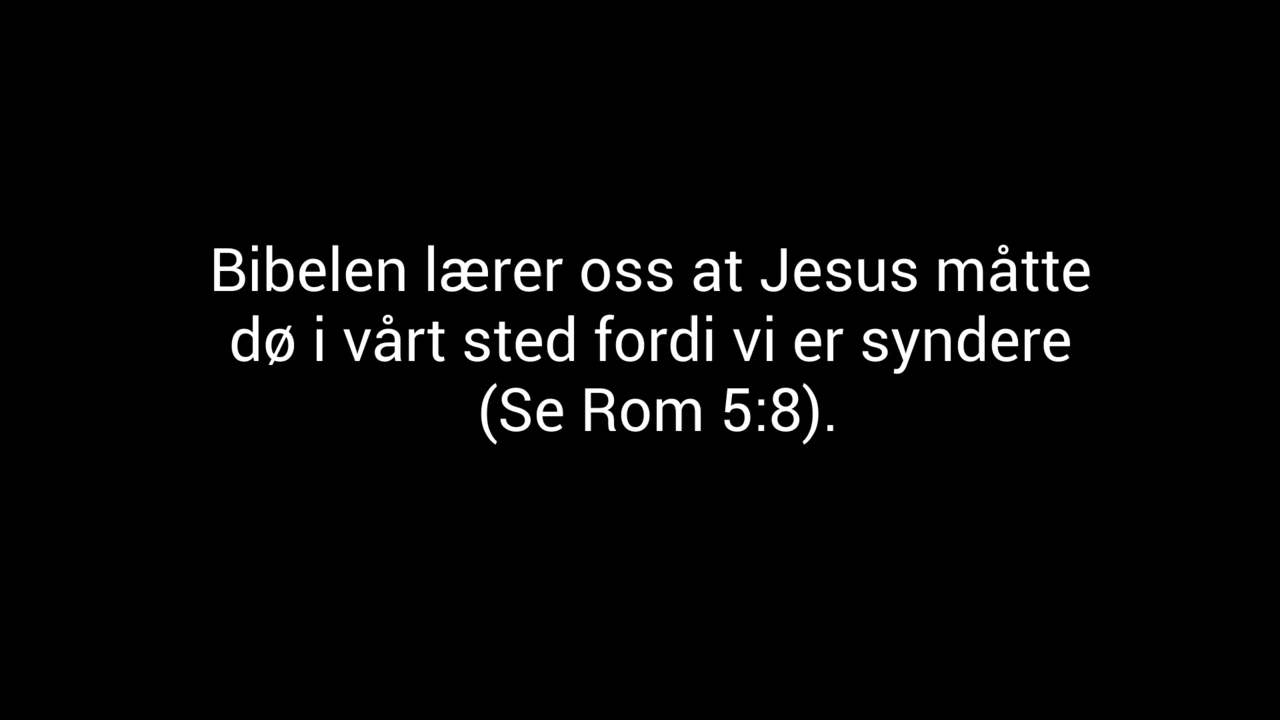 Bibelen lærer oss at Jesus måtte
dø i vårt sted fordi vi er syndere
(Se Rom 5:8).